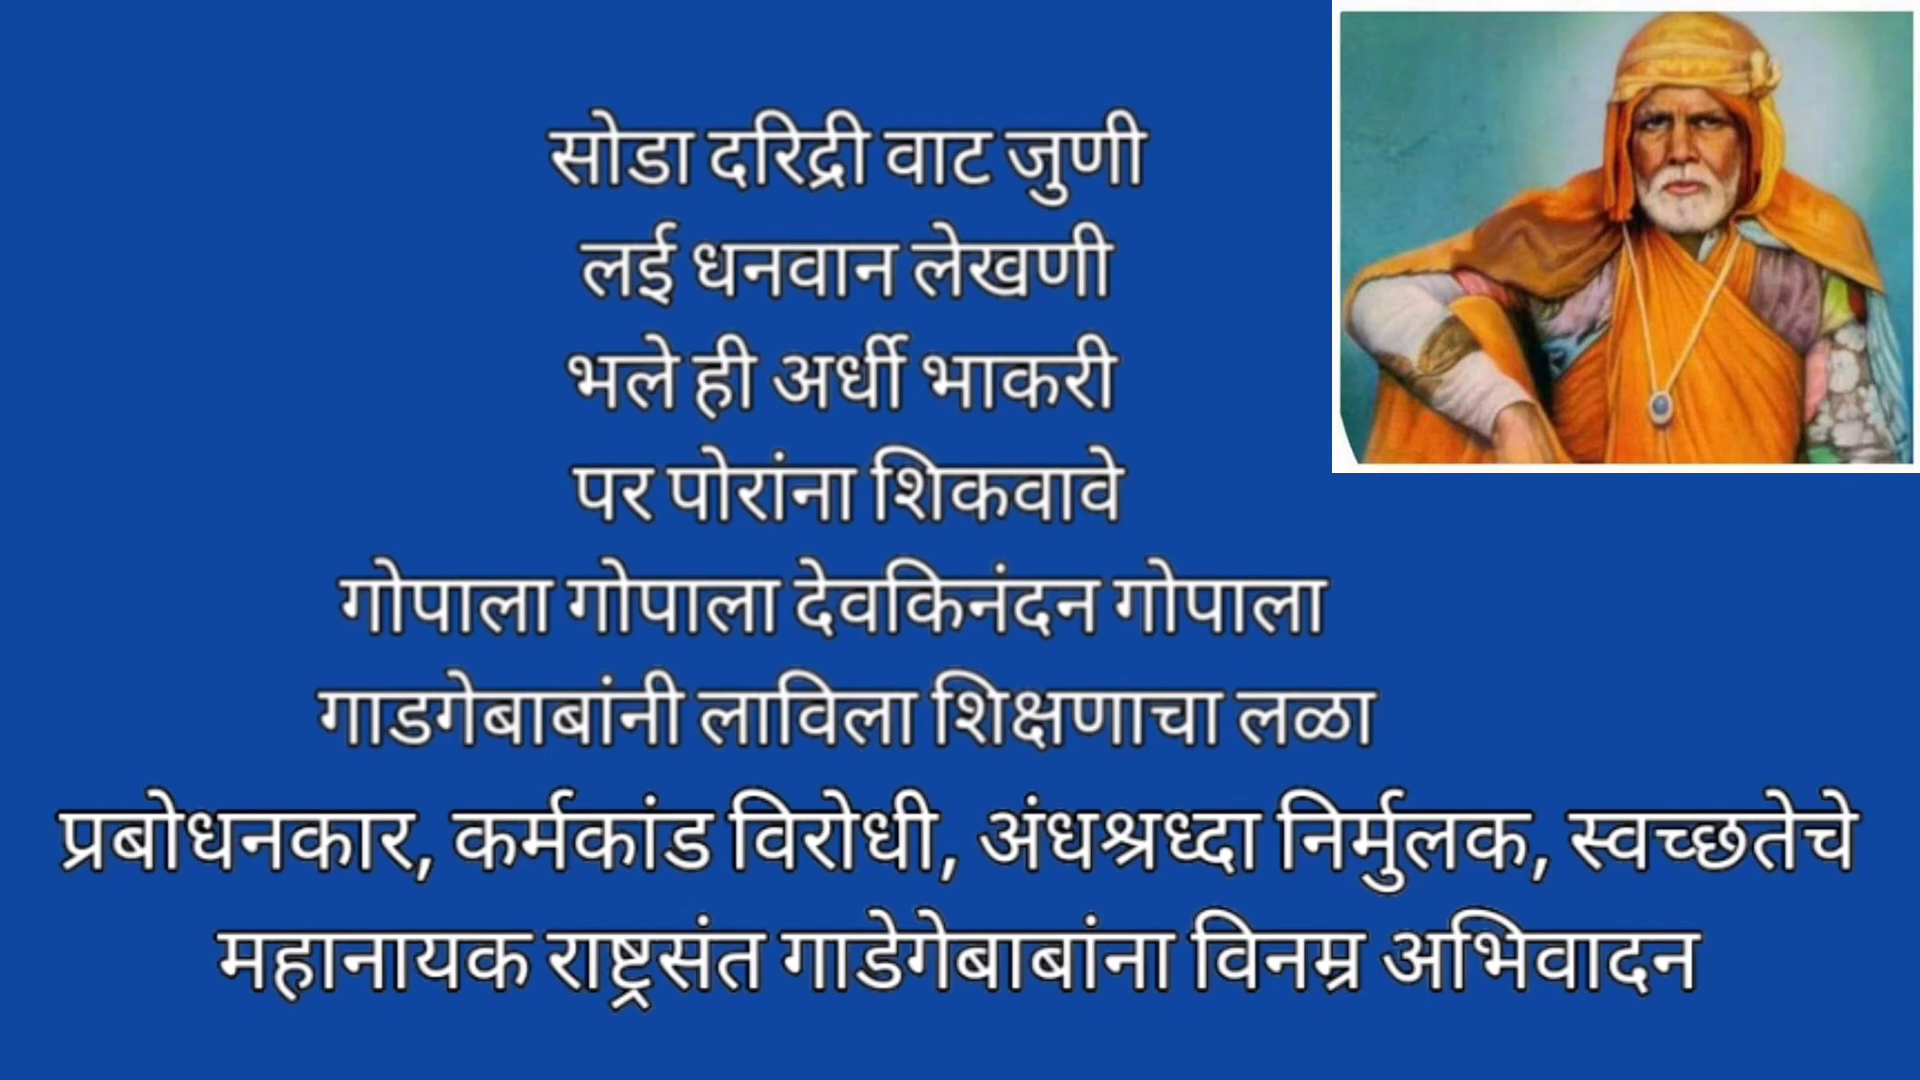 सोडा दरिद्री वाट जुणी
लई धनवान लेखणी
भले ही अर्धी भाकरी
पर पोरांना शिकवावे
गोपाला गोपाला देवकिनंदन गोपाला
गाडगेबाबांनी लाविला शिक्षणाचा लळा
प्रबोधनकार, कर्मकांड विरोधी, अंधश्रध्दा निर्मुलक, स्वच्छतेचे
महानायक राष्ट्रसंत गाडेगेबाबांना विनम्र अभिवादन